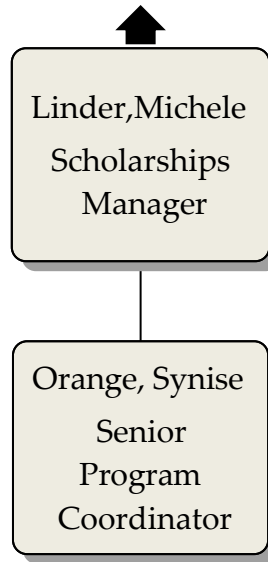 Linder,Michele
Scholarships
Manager
Orange, Synise
Senior
Program
Coordinator